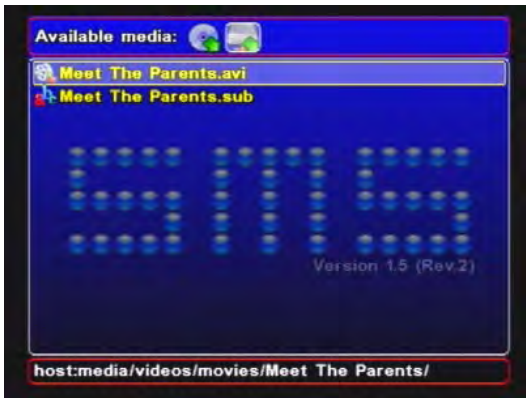 Available media:
Meet The Parents.avi
Meet The Parents.sub
SMS
Version 1.5 (Rev.2)
host:media/videos/movies/Meet The Parents/